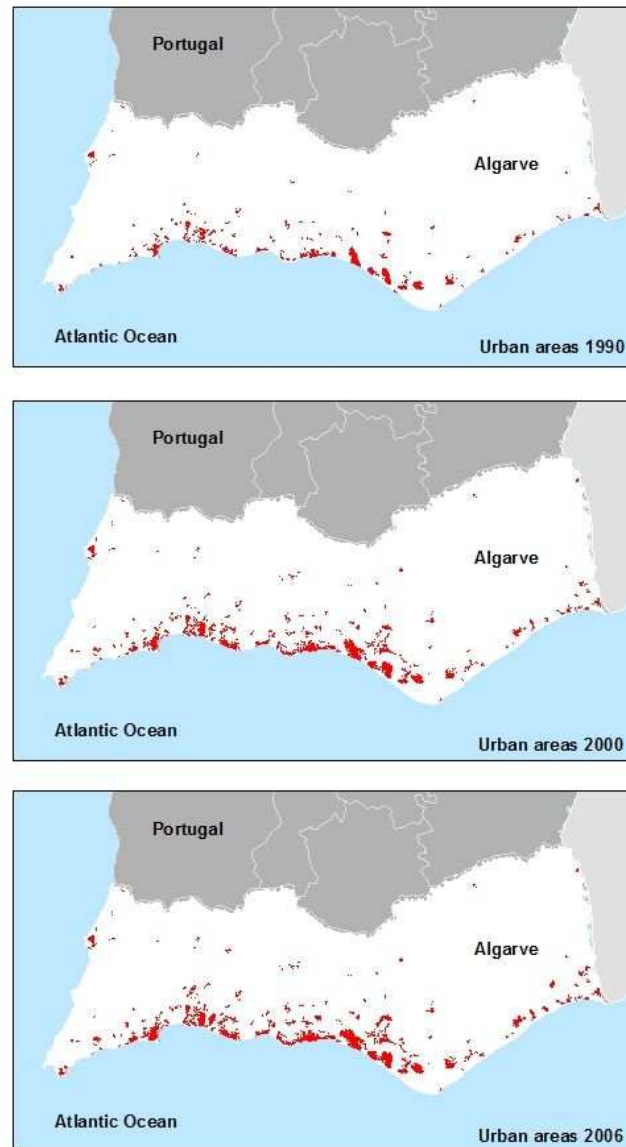 Portugal
Algarve
Atlantic Ocean
Urban areas 1990
Portugal
Algarve
Atlantic Ocean
Urban areas 2000
Portugal
Algarve
Atlantic Ocean
Urban areas 2006